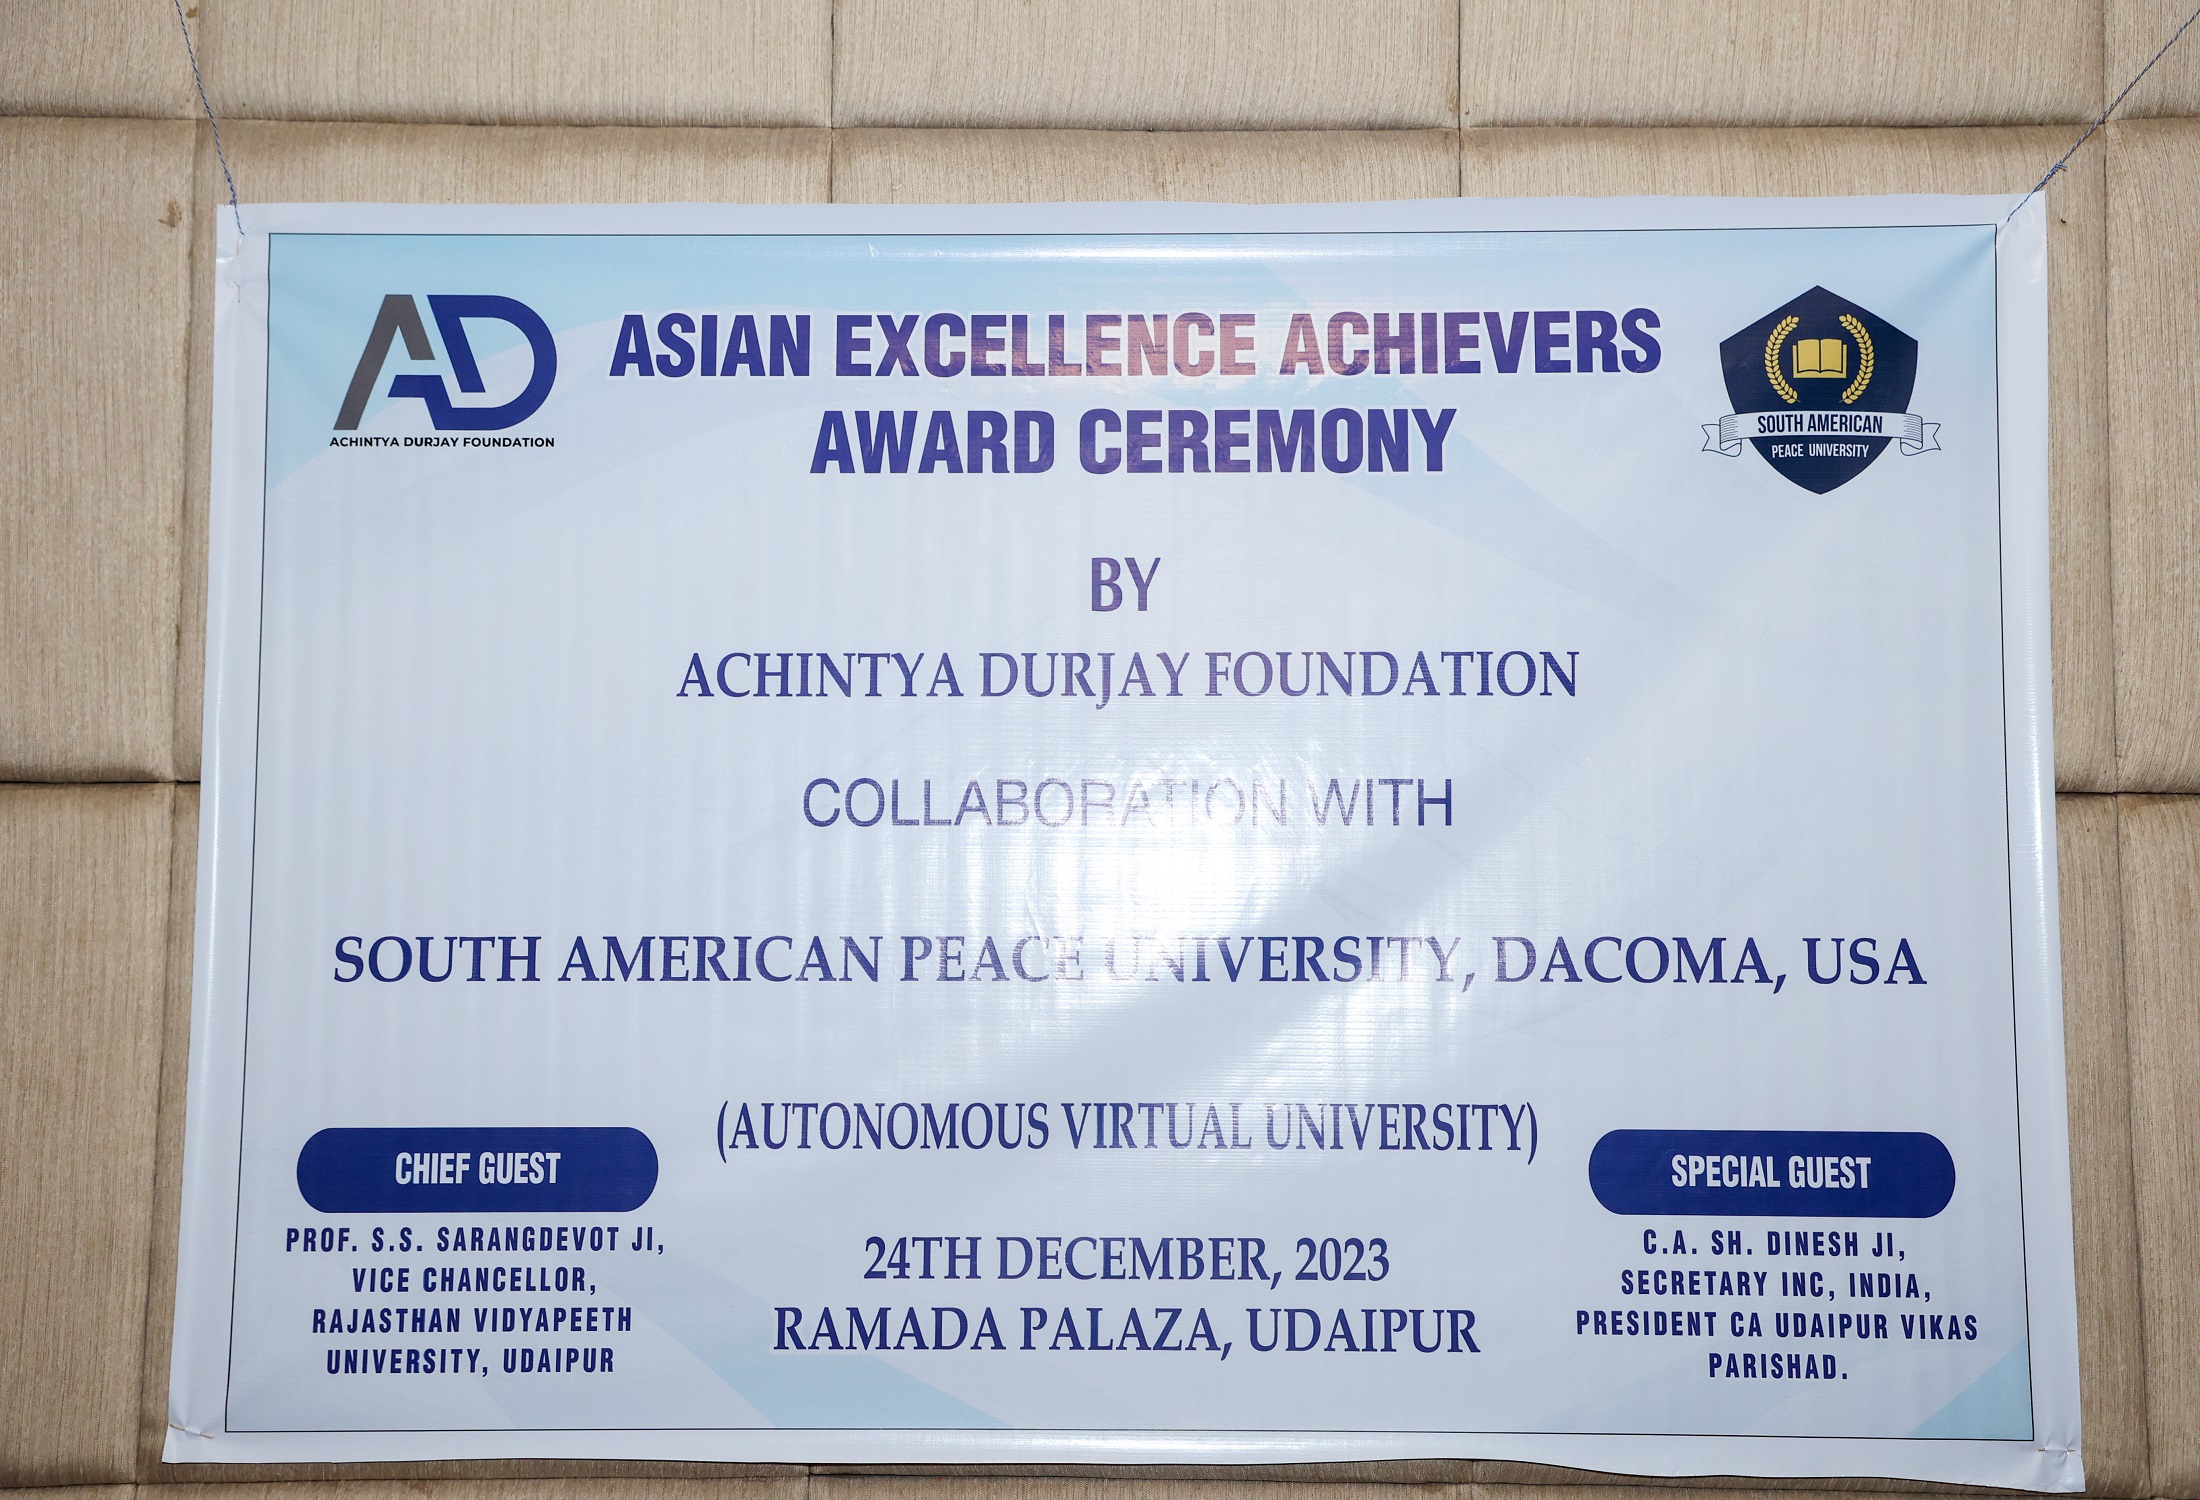 AD
ACHINTYA DURJAY FOUNDATION
ASIAN EXCELLENCE ACHIEVERS
AWARD CEREMONY
SOUTH AMERICAN
PEACE UNIVERSITY
BY
ACHINTYA DURJAY FOUNDATION
COLLABORATION WITH
SOUTH AMERICAN PEACE UNIVERSITY, DACOMA, USA
(AUTONOMOUS VIRTUAL UNIVERSITY)
CHIEF GUEST
PROF. S.S. SARANGDEVOT JI,
VICE CHANCELLOR,
RAJASTHAN VIDYAPEETH
UNIVERSITY, UDAIPUR
24TH DECEMBER, 2023
RAMADA PALAZA, UDAIPUR
SPECIAL GUEST
C.A. SH. DINESH JI,
SECRETARY INC, INDIA,
PRESIDENT CA UDAIPUR VIKAS
PARISHAD.